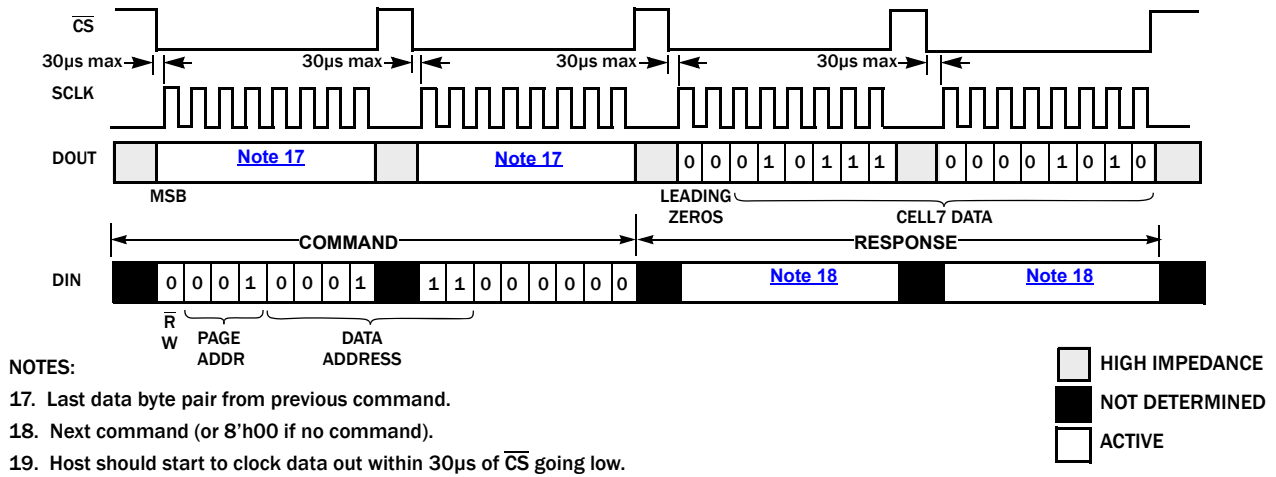 CS
30µs max 30µs max 30µs max 30µs max
SCLK
DOUT Note 17 Note 17 0 0 0 1 0 1 1 1 0 0 0 0 1 0 1 0
MSB LEADING ZEROS CELL7 DATA
COMMAND RESPONSE
DIN 0 0 0 1 0 0 0 1 1 1 0 0 0 0 0 0 Note 18 Note 18
R W PAGE ADDR DATA ADDRESS
NOTES:
17. Last data byte pair from previous command.
18. Next command (or 8'h00 if no command).
19. Host should start to clock data out within 30µs of CS going low.
HIGH IMPEDANCE
NOT DETERMINED
ACTIVE